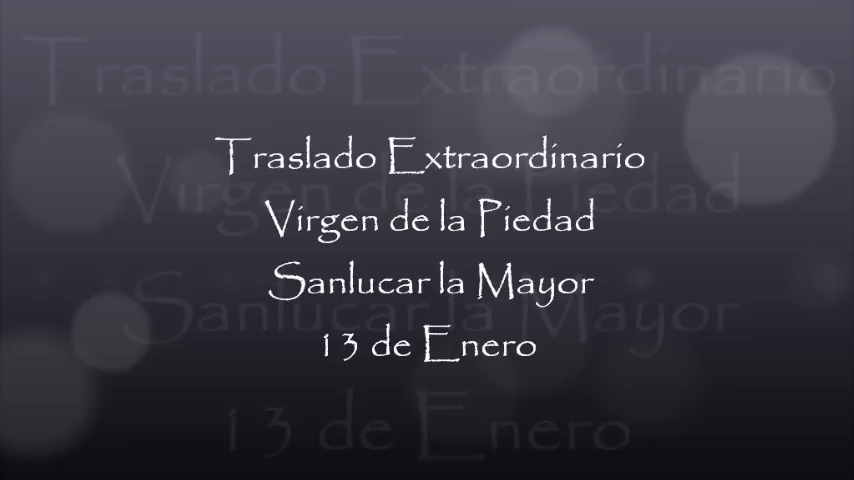 Traslado Extraordinario
Virgen de la Piedad
Sanlucar la Mayor
13 de Enero